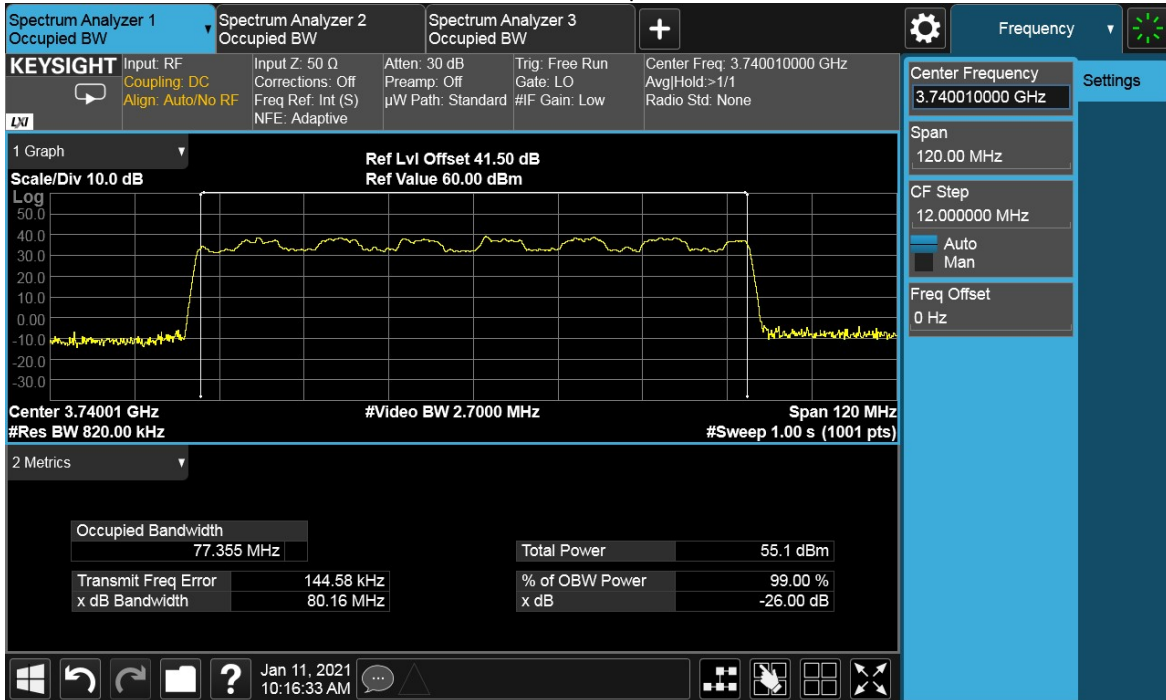 Spectrum Analyzer 1
Occupied BW
Spectrum Analyzer 2
Occupied BW
Spectrum Analyzer 3
Occupied BW
+
Frequency
KEYSIGHT
LXI
Input: RF
Coupling: DC
Align: Auto/No RF
Input Z: 50 Ω
Corrections: Off
Freq Ref: Int (S)
NFE: Adaptive
Atten: 30 dB
Preamp: Off
µW Path: Standard
Trig: Free Run
Gate: LO
#IF Gain: Low
Center Freq: 3.740010000 GHz
Avg|Hold:>1/1
Radio Std: None
Center Frequency
3.740010000 GHz
Settings
Span
120.00 MHz
CF Step
12.000000 MHz
Auto
Man
Freq Offset
0 Hz
1 Graph
Scale/Div 10.0 dB
Ref Lvl Offset 41.50 dB
Ref Value 60.00 dBm
Log
50.0
40.0
30.0
20.0
10.0
0.00
-10.0
-20.0
-30.0
Center 3.74001 GHz
#Video BW 2.7000 MHz
Span 120 MHz
#Res BW 820.00 kHz
#Sweep 1.00 s (1001 pts)
2 Metrics
Occupied Bandwidth
77.355 MHz
Total Power 55.1 dBm
Transmit Freq Error 144.58 kHz
% of OBW Power 99.00 %
x dB Bandwidth 80.16 MHz
x dB -26.00 dB
?
Jan 11, 2021
10:16:33 AM